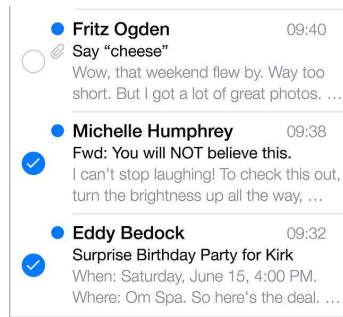 Fritz Ogden 09:40
Say “cheese”
Wow, that weekend flew by. Way too
short. But I got a lot of great photos. …
Michelle Humphrey 09:38
Fwd: You will NOT believe this.
I can't stop laughing! To check this out,
turn the brightness up all the way, …
Eddy Bedock 09:32
Surprise Birthday Party for Kirk
When: Saturday, June 15, 4:00 PM.
Where: Om Spa. So here's the deal. …